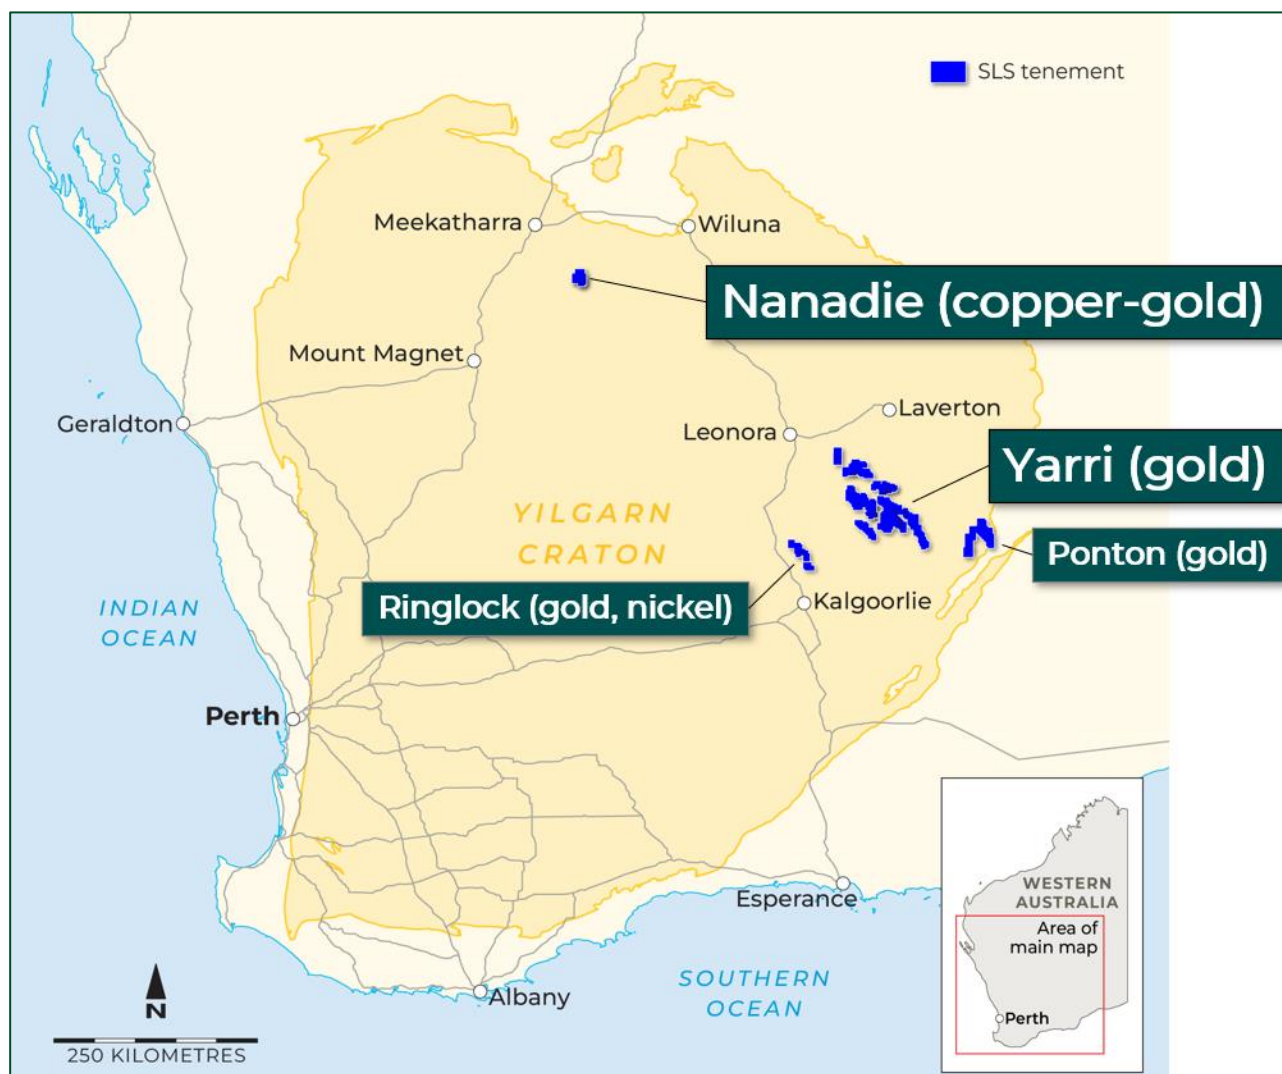 SLS tenement
Meekatharra
Wiluna
Nanadie (copper-gold)
Mount Magnet
Laverton
Geraldton
Leonora
Yarri (gold)
YILGARN
CRATON
Ponton (gold)
Ringlock (gold, nickel)
Kalgoorlie
INDIAN
OCEAN
Perth
Esperance
WESTERN
AUSTRALIA
Area of
main map
Perth
SOUTHERN
OCEAN
Albany
N
250 KILOMETRES